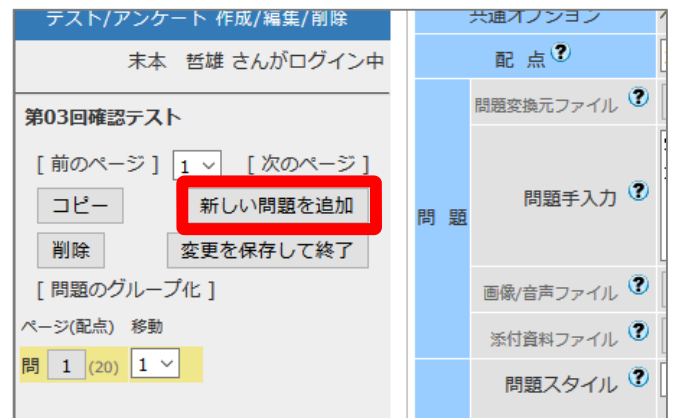 テスト/アンケート 作成/編集/削除
末本 哲雄 さんがログイン中
第03回確認テスト
[ 前のページ ] 1 [ 次のページ ]
コピー 新しい問題を追加
削除 変更を保存して終了
[ 問題のグループ化 ]
ページ(配点) 移動
問 1 (20) 1
共通オプション
配 点 ?
問 題
問題変換元ファイル ?
問題手入力 ?
画像/音声ファイル ?
添付資料ファイル ?
問題スタイル ?